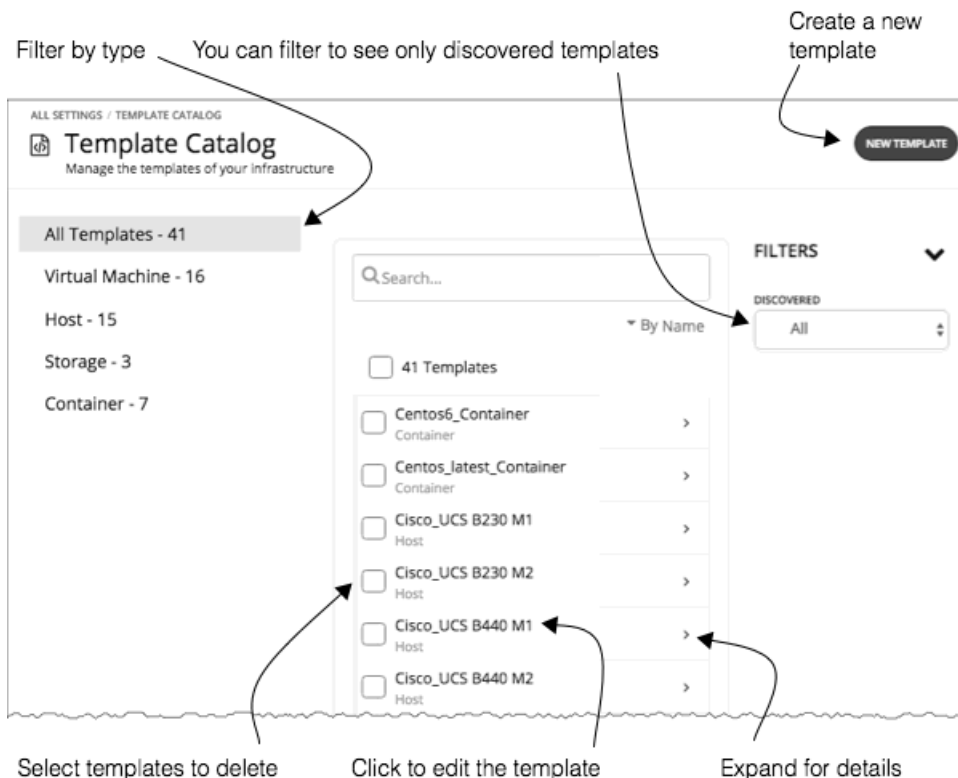 Create a new
template
Filter by type
You can filter to see only discovered templates
ALL SETTINGS / TEMPLATE CATALOG
Template Catalog
Manage the templates of your infrastructure
NEW TEMPLATE
All Templates - 41
Virtual Machine - 16
Host - 15
Storage - 3
Container - 7
Search...
By Name
41 Templates
Centos6_Container
Container
Centos_latest_Container
Container
Cisco_UCS B230 M1
Host
Cisco_UCS B230 M2
Host
Cisco_UCS B440 M1
Host
Cisco_UCS B440 M2
Host
FILTERS
DISCOVERED
All
Select templates to delete
Click to edit the template
Expand for details